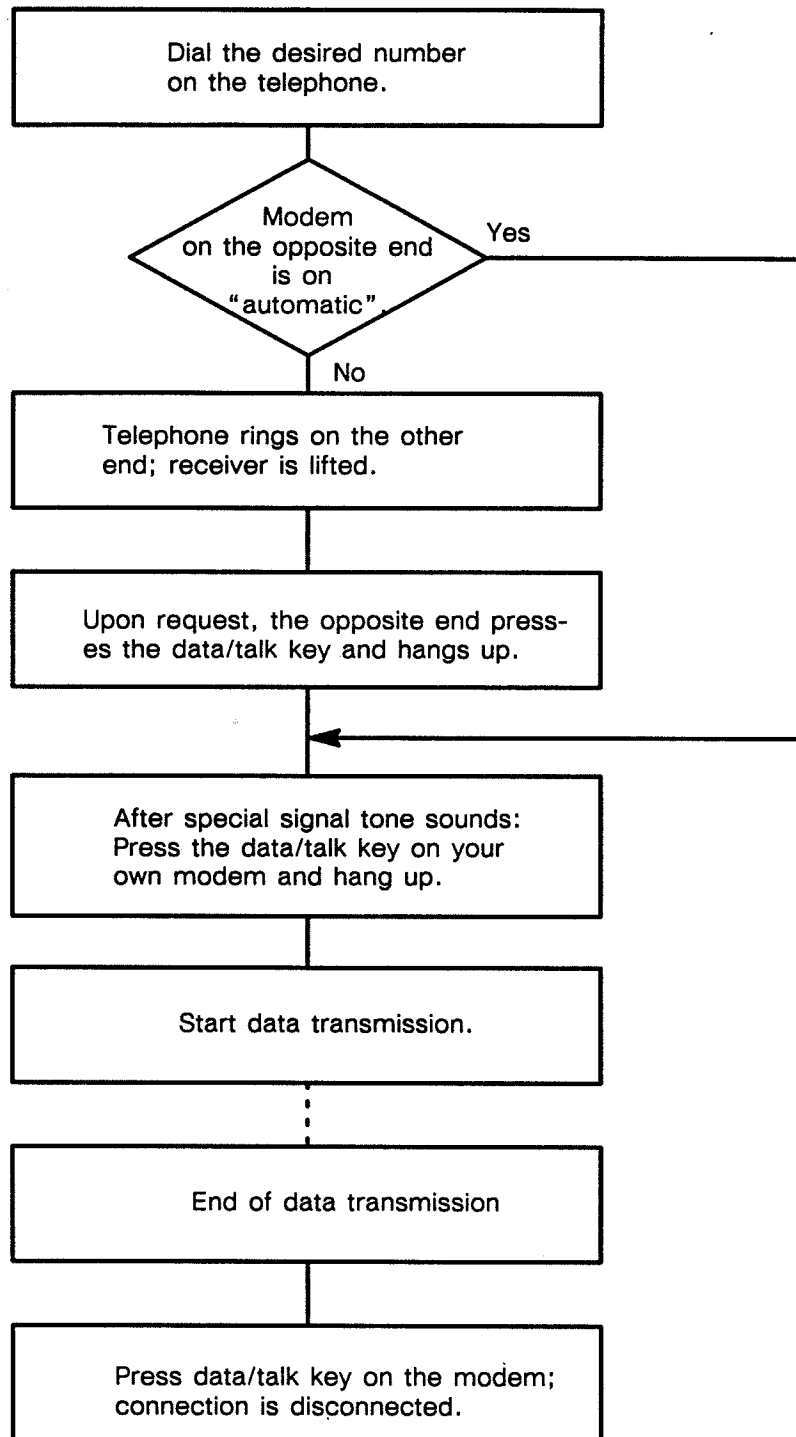 Dial the desired number
on the telephone.
Modem
on the opposite end
is on
“automatic”.
Yes
No
Telephone rings on the other
end; receiver is lifted.
Upon request, the opposite end press-
es the data/talk key and hangs up.
After special signal tone sounds:
Press the data/talk key on your
own modem and hang up.
Start data transmission.
End of data transmission
Press data/talk key on the modem;
connection is disconnected.